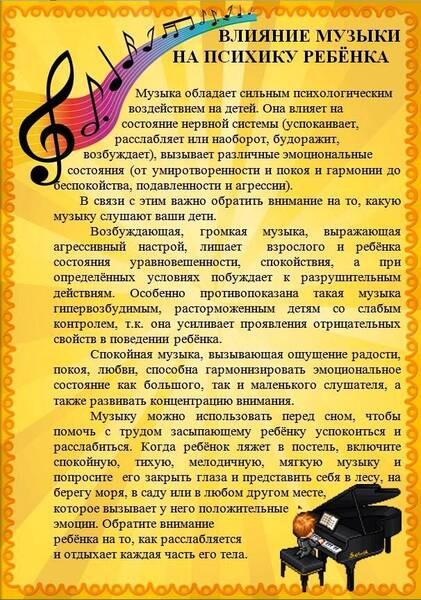 ВЛИЯНИЕ МУЗЫКИ
НА ПСИХИКУ РЕБЁНКА
Музыка обладает сильным психологическим
воздействием на детей. Она влияет на
состояние нервной системы (успокаивает,
расслабляет или наоборот, будоражит,
возбуждает), вызывает различные эмоциональные
состояния (от умиротворенности и покоя и гармонии до
беспокойства, подавленности и агрессии).
В связи с этим важно обратить внимание на то, какую
музыку слушают ваши дети.
Возбуждающая, громкая музыка, выражающая
агрессивный настрой, лишает взрослого и ребёнка
состояния уравновешенности, спокойствия, а при
определённых условиях побуждает к разрушительным
действиям. Особенно противопоказана такая музыка
гипервозбудимым, расторможенным детям со слабым
контролем, т.к. она усиливает проявления отрицательных
свойств в поведении ребёнка.
Спокойная музыка, вызывающая ощущение радости,
покоя, любви, способна гармонизировать эмоциональное
состояние как большого, так и маленького слушателя, а
также развивать концентрацию внимания.
Музыку можно использовать перед сном, чтобы
помочь с трудом засыпающему ребёнку успокоиться и
расслабиться. Когда ребёнок ляжет в постель, включите
спокойную, тихую, мелодичную, мягкую музыку и
попросите его закрыть глаза и представить себя в лесу, на
берегу моря, в саду или в любом другом месте,
которое вызывает у него положительные
эмоции. Обратите внимание
ребёнка на то, как расслабляется
и отдыхает каждая часть его тела.